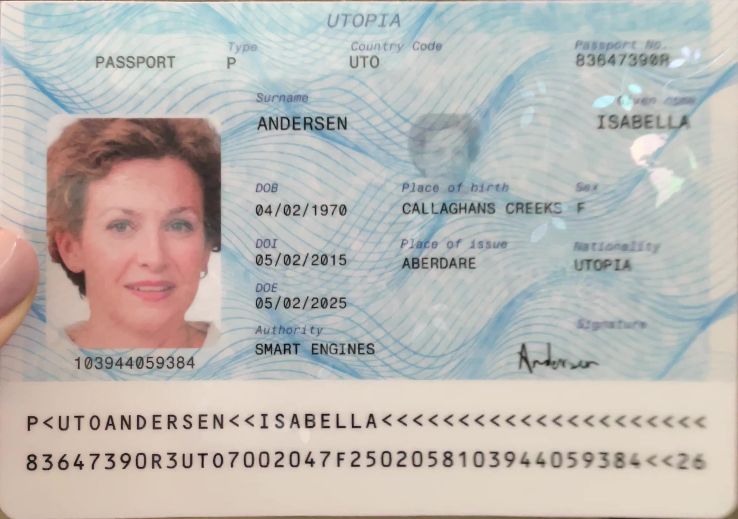 UTOPIA
PASSPORT
Type
P
Country Code
UTO
Passport No.
83647390R
Surname
ANDERSEN
Given name
ISABELLA
DOB
04/02/1970
Place of birth
CALLAGHANS CREEKS
Sex
F
DOI
05/02/2015
Place of issue
ABERDARE
Nationality
UTOPIA
DOE
05/02/2025
Authority
SMART ENGINES
Signature
Andersen
103944059384
P<UTOANDERSEN<<ISABELLA<<<<<<<<<<<<<<<<<<<<<
83647390R3UTO7002047F2502058103944059384<<26